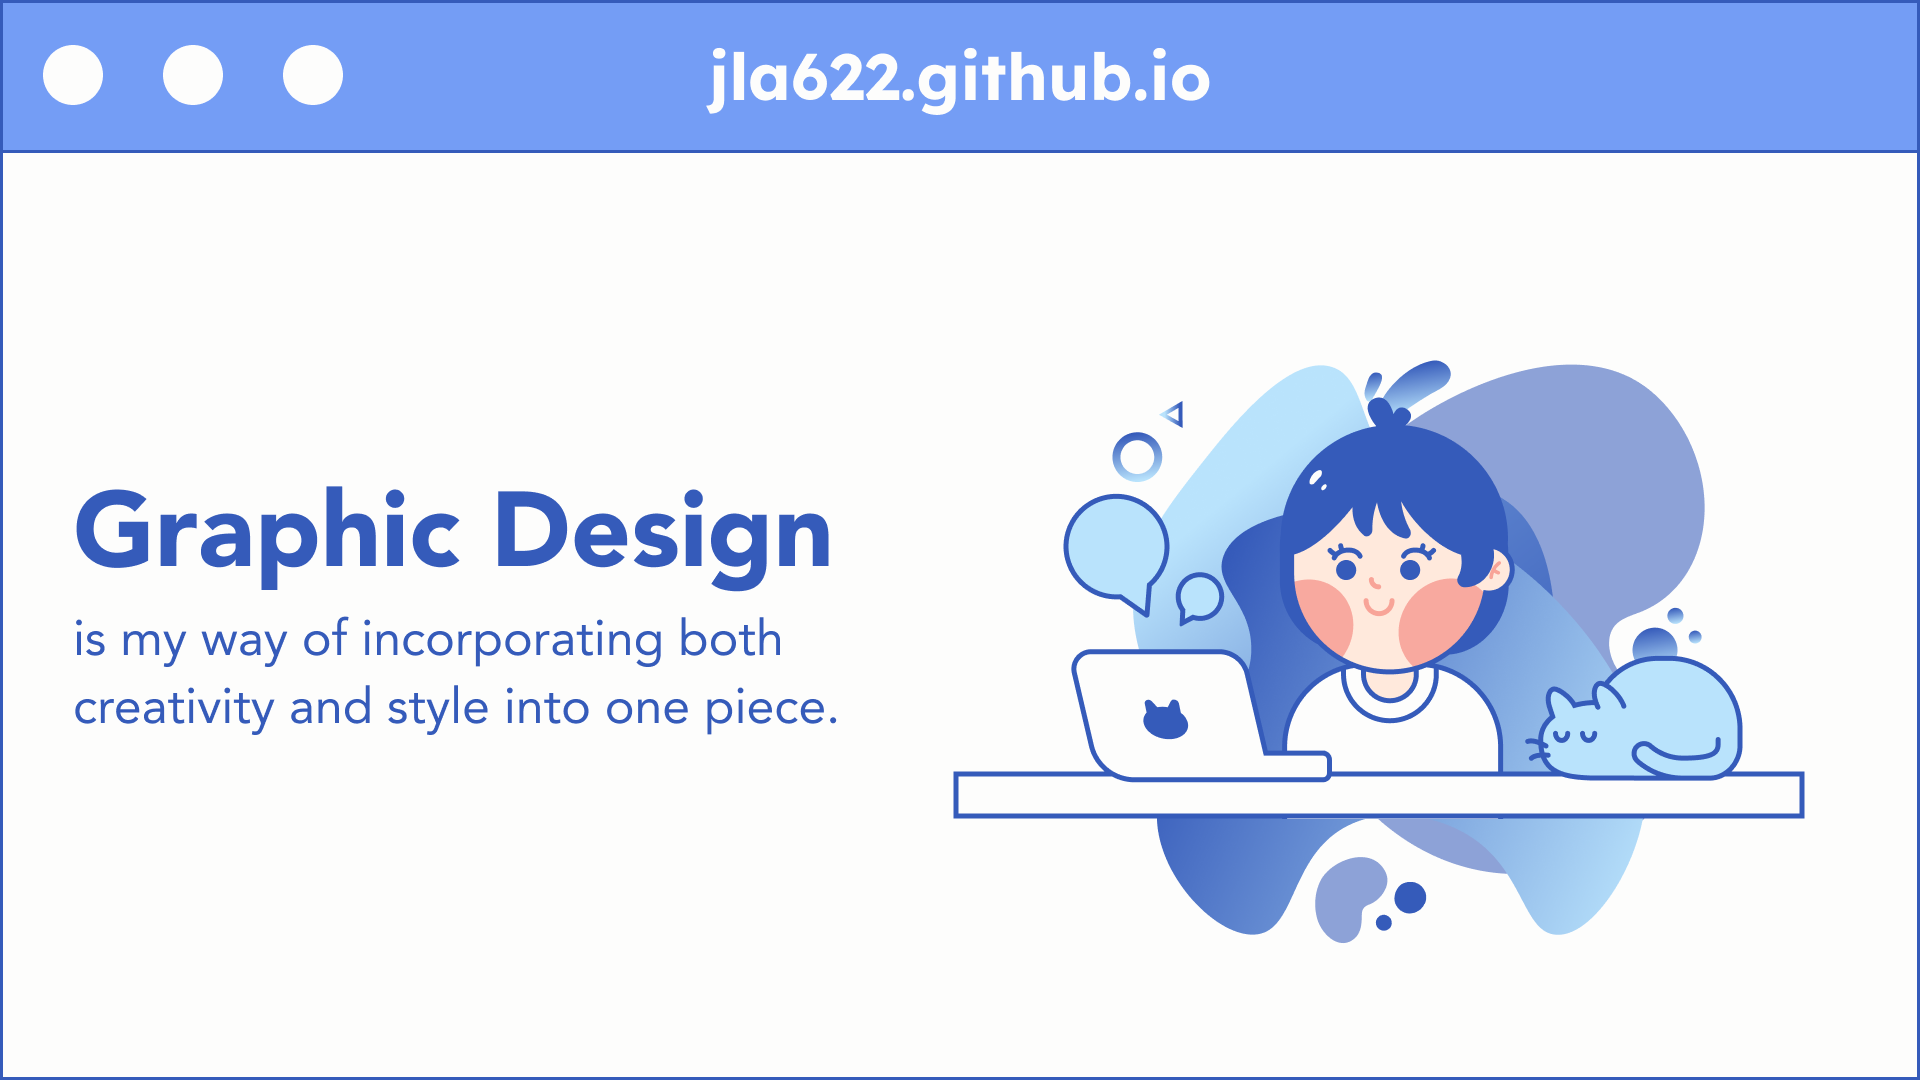 jla622.github.io
Graphic Design
is my way of incorporating both
creativity and style into one piece.